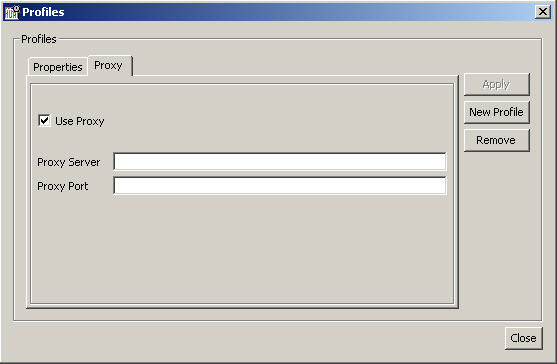 Profiles
Profiles
Properties
Proxy
Apply
Use Proxy
New Profile
Remove
Proxy Server
Proxy Port
Close